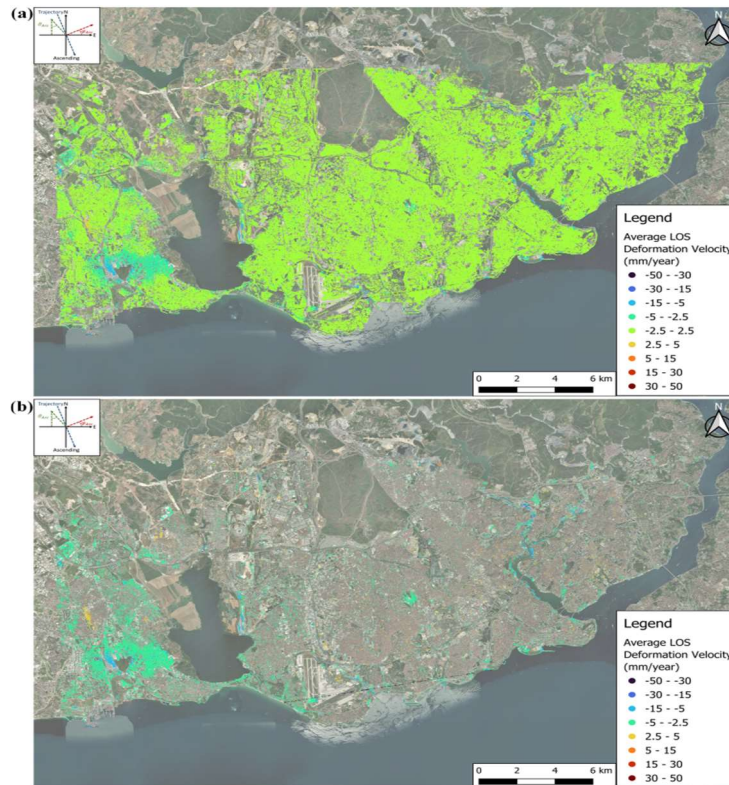 (a)
Trajectory
N
E
Ascending
N
Legend
Average LOS
Deformation Velocity
(mm/year)
-50 - -30
-30 - -15
-15 - -5
-5 - -2.5
-2.5 - 2.5
2.5 - 5
5 - 15
15 - 30
30 - 50
0 2 4 6 km
(b)
Trajectory
N
E
Ascending
N
Legend
Average LOS
Deformation Velocity
(mm/year)
-50 - -30
-30 - -15
-15 - -5
-5 - -2.5
2.5 - 5
5 - 15
15 - 30
30 - 50
0 2 4 6 km